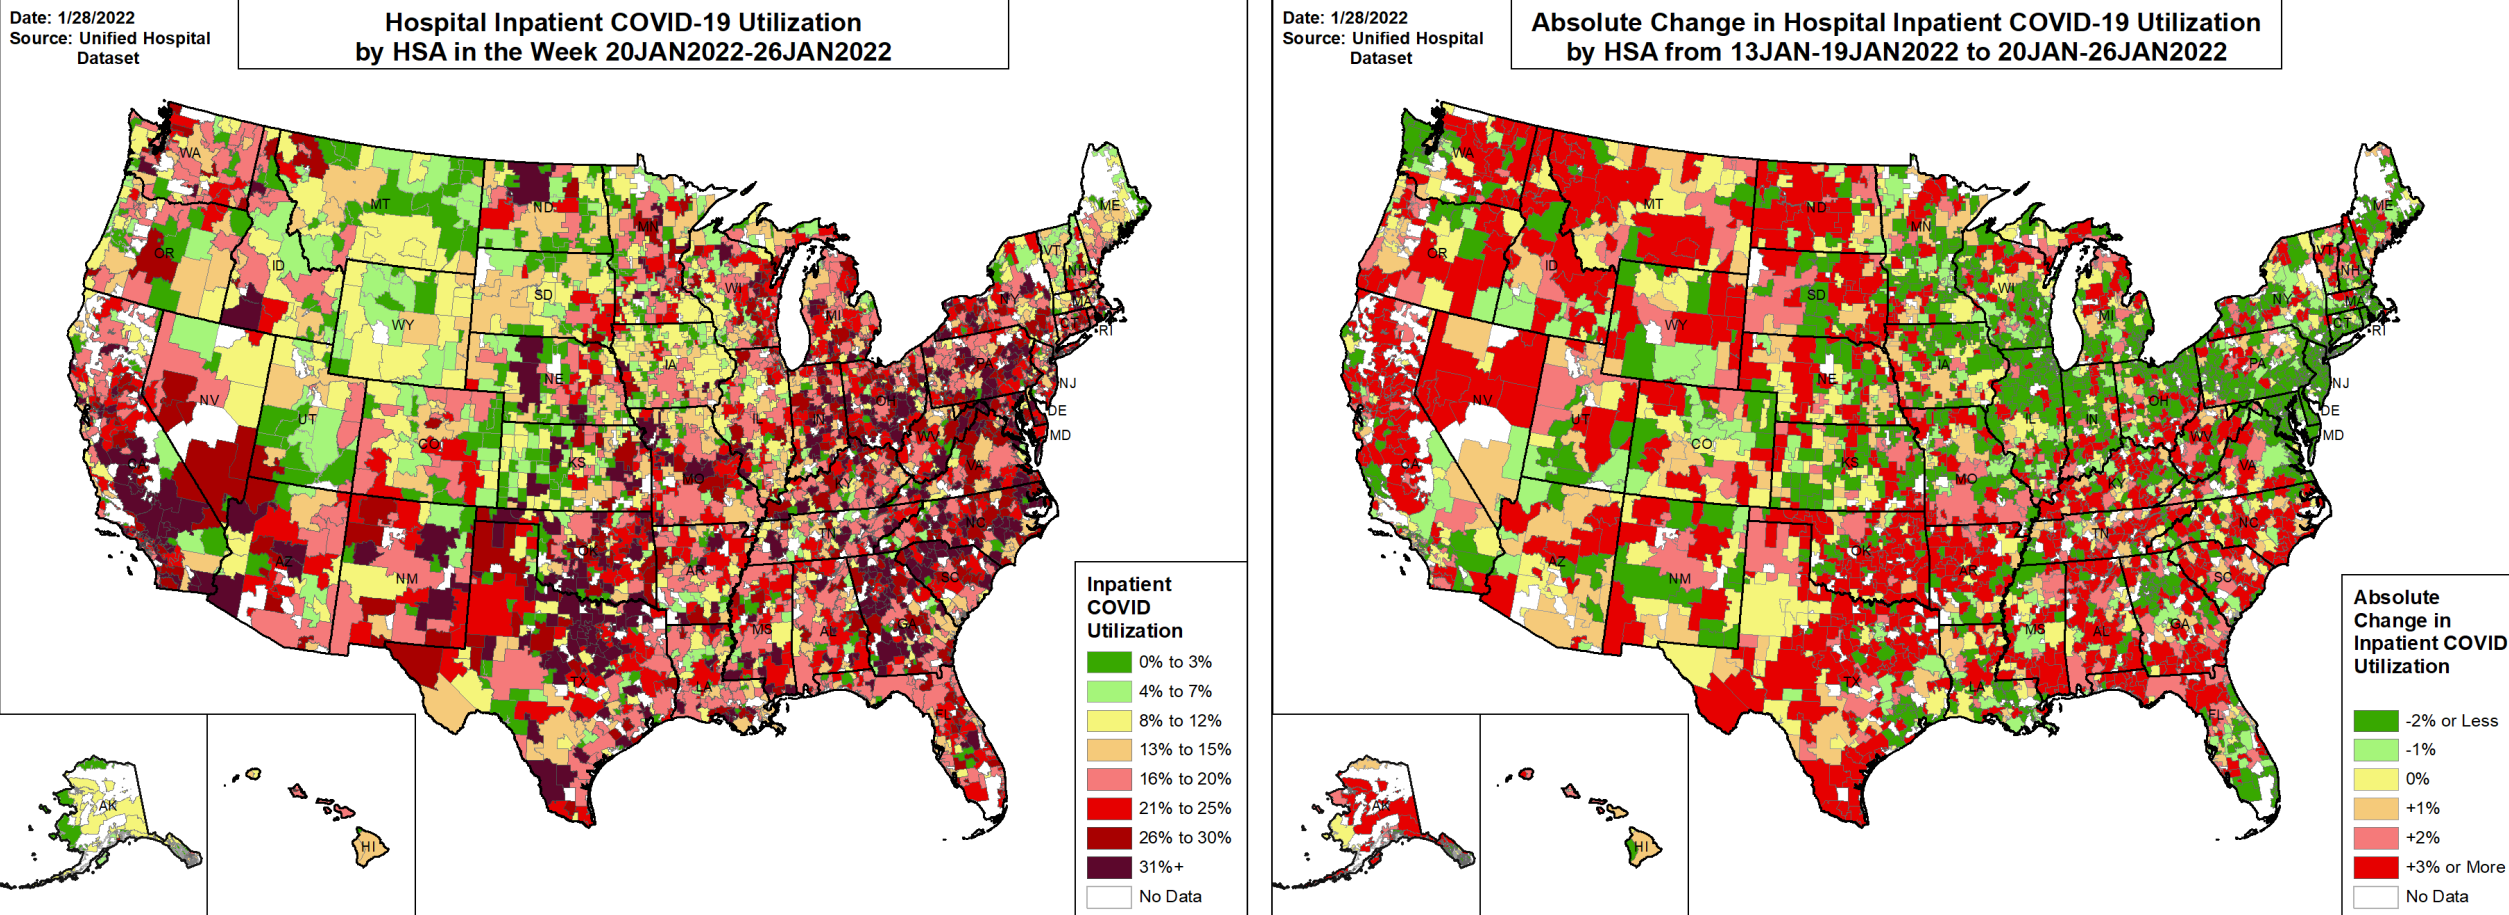 Date: 1/28/2022
Source: Unified Hospital
Dataset
Hospital Inpatient COVID-19 Utilization
by HSA in the Week 20JAN2022-26JAN2022
WA
OR
ID
MT
ND
MN
WI
MI
SD
WY
NV
UT
CO
NE
IA
KS
MO
IL
IN
OH
KY
WV
VA
PA
NY
VT
NH
ME
MA
CT
RI
NJ
DE
MD
CA
AZ
NM
OK
AR
TN
NC
SC
MS
AL
GA
TX
LA
FL
AK
HI
Inpatient
COVID
Utilization
0% to 3%
4% to 7%
8% to 12%
13% to 15%
16% to 20%
21% to 25%
26% to 30%
31%+
No Data
Date: 1/28/2022
Source: Unified Hospital
Dataset
Absolute Change in Hospital Inpatient COVID-19 Utilization
by HSA from 13JAN-19JAN2022 to 20JAN-26JAN2022
WA
OR
ID
MT
ND
MN
WI
MI
SD
WY
NV
UT
CO
NE
IA
KS
MO
IL
IN
OH
KY
WV
VA
PA
NY
VT
NH
ME
MA
CT
RI
NJ
DE
MD
CA
AZ
NM
OK
AR
TN
NC
SC
MS
AL
GA
TX
LA
FL
AK
HI
Absolute
Change in
Inpatient COVID
Utilization
-2% or Less
-1%
0%
+1%
+2%
+3% or More
No Data